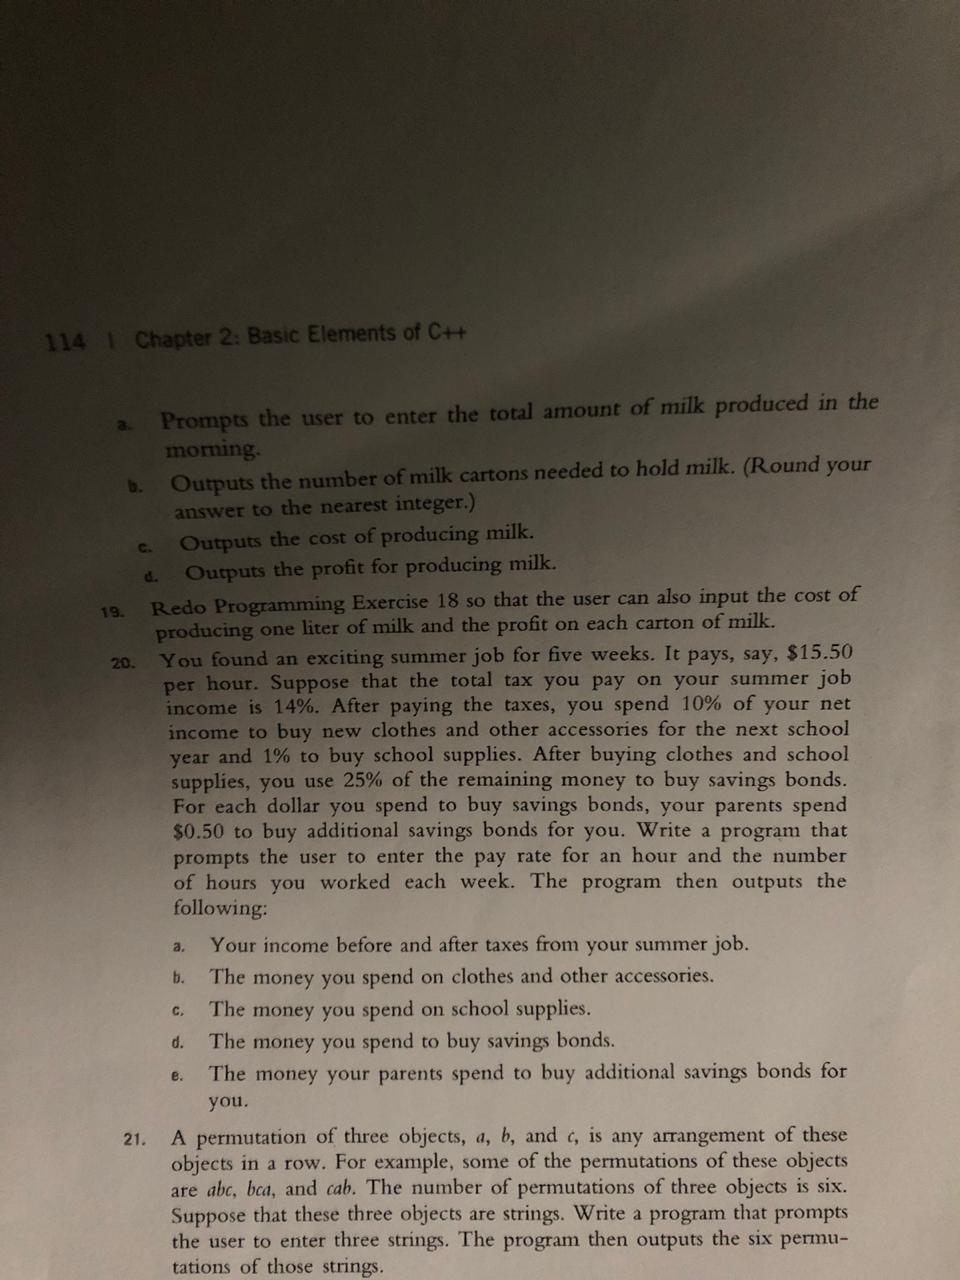 114 | Chapter 2: Basic Elements of C++
a. Prompts the user to enter the total amount of milk produced in the
morning.
b. Outputs the number of milk cartons needed to hold milk. (Round your
answer to the nearest integer.)
c. Outputs the cost of producing milk.
d. Outputs the profit for producing milk.
19. Redo Programming Exercise 18 so that the user can also input the cost of
producing one liter of milk and the profit on each carton of milk.
20. You found an exciting summer job for five weeks. It pays, say, $15.50
per hour. Suppose that the total tax you pay on your summer job
income is 14%. After paying the taxes, you spend 10% of your net
income to buy new clothes and other accessories for the next school
year and 1% to buy school supplies. After buying clothes and school
supplies, you use 25% of the remaining money to buy savings bonds.
For each dollar you spend to buy savings bonds, your parents spend
$0.50 to buy additional savings bonds for you. Write a program that
prompts the user to enter the pay rate for an hour and the number
of hours you worked each week. The program then outputs the
following:
a. Your income before and after taxes from your summer job.
b. The money you spend on clothes and other accessories.
c. The money you spend on school supplies.
d. The money you spend to buy savings bonds.
e. The money your parents spend to buy additional savings bonds for
you.
21. A permutation of three objects, a, b, and c, is any arrangement of these
objects in a row. For example, some of the permutations of these objects
are abc, bca, and cab. The number of permutations of three objects is six.
Suppose that these three objects are strings. Write a program that prompts
the user to enter three strings. The program then outputs the six permu-
tations of those strings.